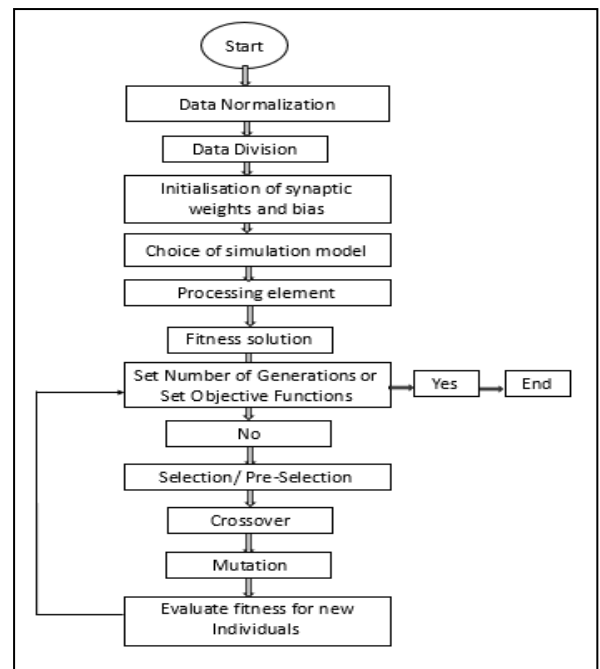 Start
Data Normalization
Data Division
Initialisation of synaptic
weights and bias
Choice of simulation model
Processing element
Fitness solution
Set Number of Generations or
Set Objective Functions
Yes
End
No
Selection/ Pre-Selection
Crossover
Mutation
Evaluate fitness for new
Individuals